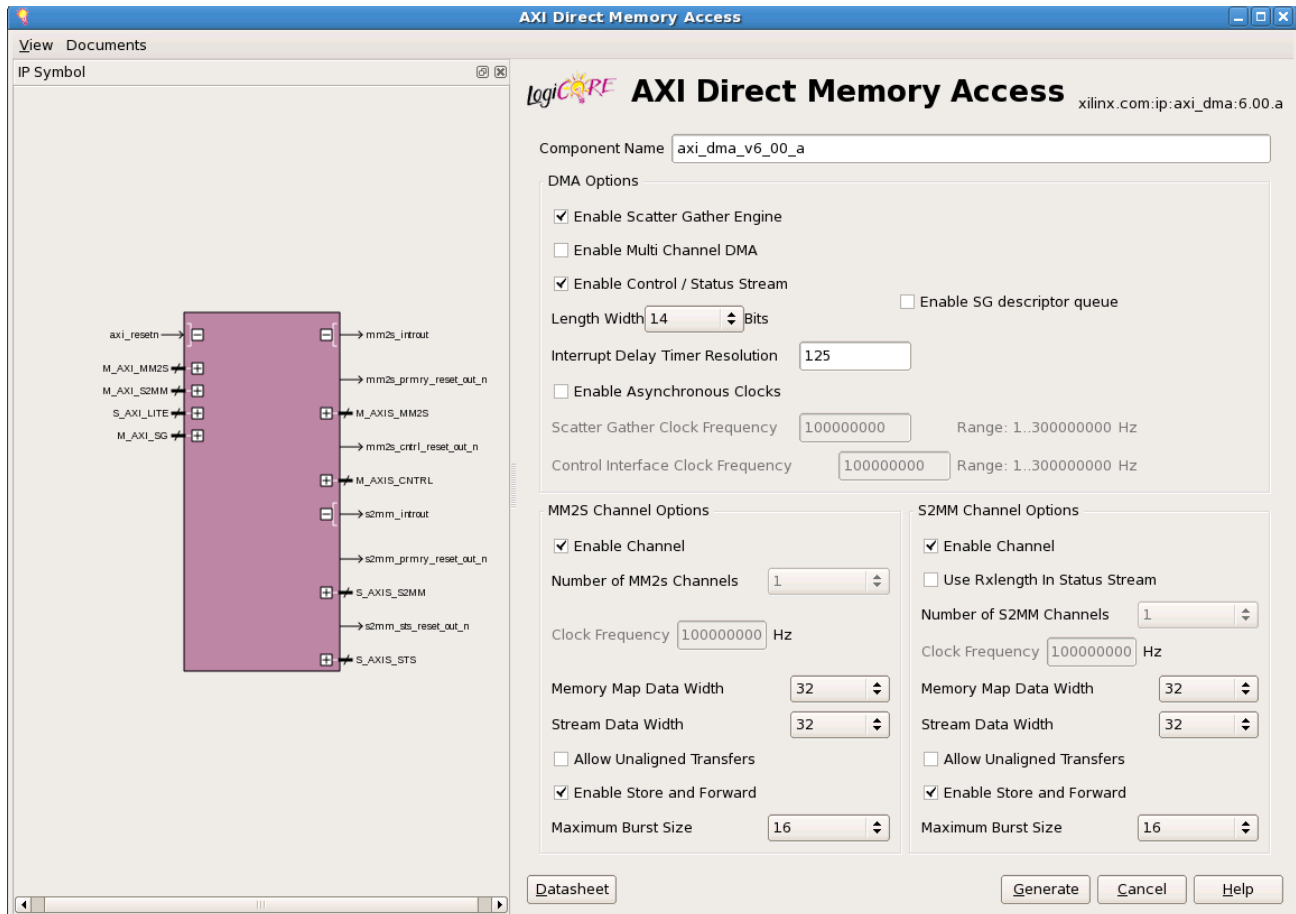 AXI Direct Memory Access
View Documents
IP Symbol
axi_resetn
M_AXI_MM2S
M_AXI_S2MM
S_AXI_LITE
M_AXI_SG
mm2s_introut
mm2s_prmry_reset_out_n
M_AXIS_MM2S
mm2s_cntrl_reset_out_n
M_AXIS_CNTRL
s2mm_introut
s2mm_prmry_reset_out_n
S_AXIS_S2MM
s2mm_sts_reset_out_n
S_AXIS_STS
LogiCORE AXI Direct Memory Access xilinx.com:ip:axi_dma:6.00.a
Component Name axi_dma_v6_00_a
DMA Options
Enable Scatter Gather Engine
Enable Multi Channel DMA
Enable Control / Status Stream
Enable SG descriptor queue
Length Width 14 Bits
Interrupt Delay Timer Resolution 125
Enable Asynchronous Clocks
Scatter Gather Clock Frequency 100000000 Range: 1..300000000 Hz
Control Interface Clock Frequency 100000000 Range: 1..300000000 Hz
MM2S Channel Options
Enable Channel
Number of MM2s Channels 1
Clock Frequency 100000000 Hz
Memory Map Data Width 32
Stream Data Width 32
Allow Unaligned Transfers
Enable Store and Forward
Maximum Burst Size 16
S2MM Channel Options
Enable Channel
Use Rxlength In Status Stream
Number of S2MM Channels 1
Clock Frequency 100000000 Hz
Memory Map Data Width 32
Stream Data Width 32
Allow Unaligned Transfers
Enable Store and Forward
Maximum Burst Size 16
Datasheet Generate Cancel Help